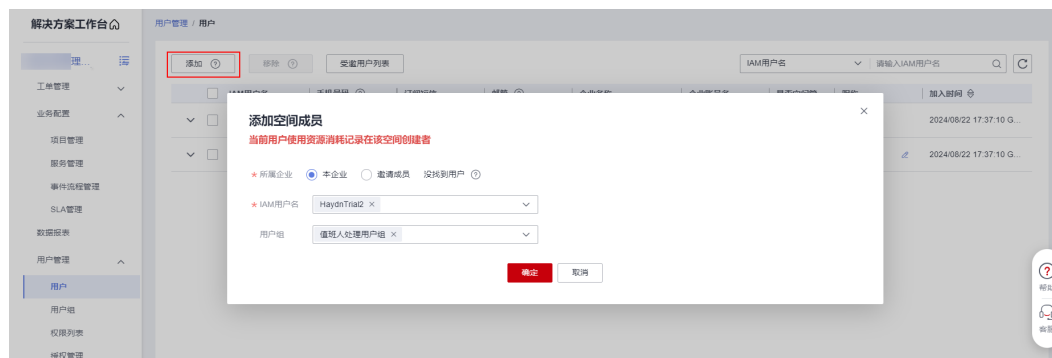 解决方案工作台
用户管理 / 用户
理...
添加
移除
受邀用户列表
IAM用户名
请输入IAM用户名
工单管理
业务配置
项目管理
服务管理
事件流程管理
SLA管理
数据报表
用户管理
用户
用户组
权限列表
授权管理
加入时间
2024/08/22 17:37:10 G...
2024/08/22 17:37:10 G...
添加空间成员
当前用户使用资源消耗记录在该空间创建者
* 所属企业 本企业 邀请成员 没找到用户
* IAM用户名 HaydnTrial2 ×
用户组 值班人处理用户组 ×
确定 取消